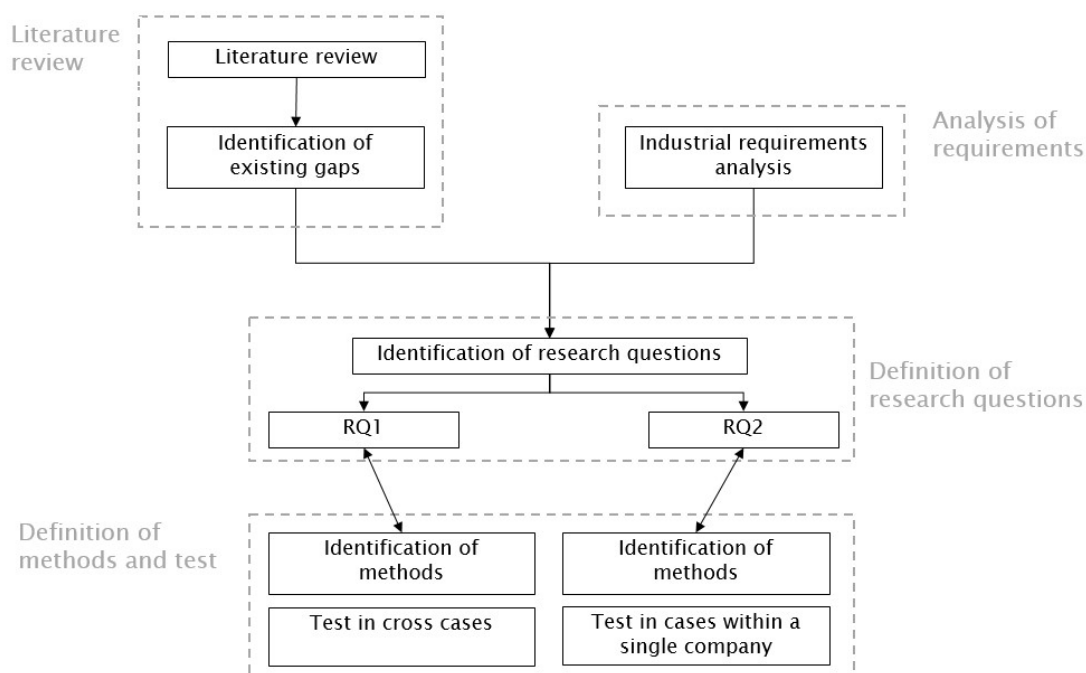 Literature
review
Literature review
Identification of
existing gaps
Industrial requirements
analysis
Analysis of
requirements
Identification of research questions
RQ1
RQ2
Definition of
research questions
Definition of
methods and test
Identification of
methods
Identification of
methods
Test in cross cases
Test in cases within a
single company